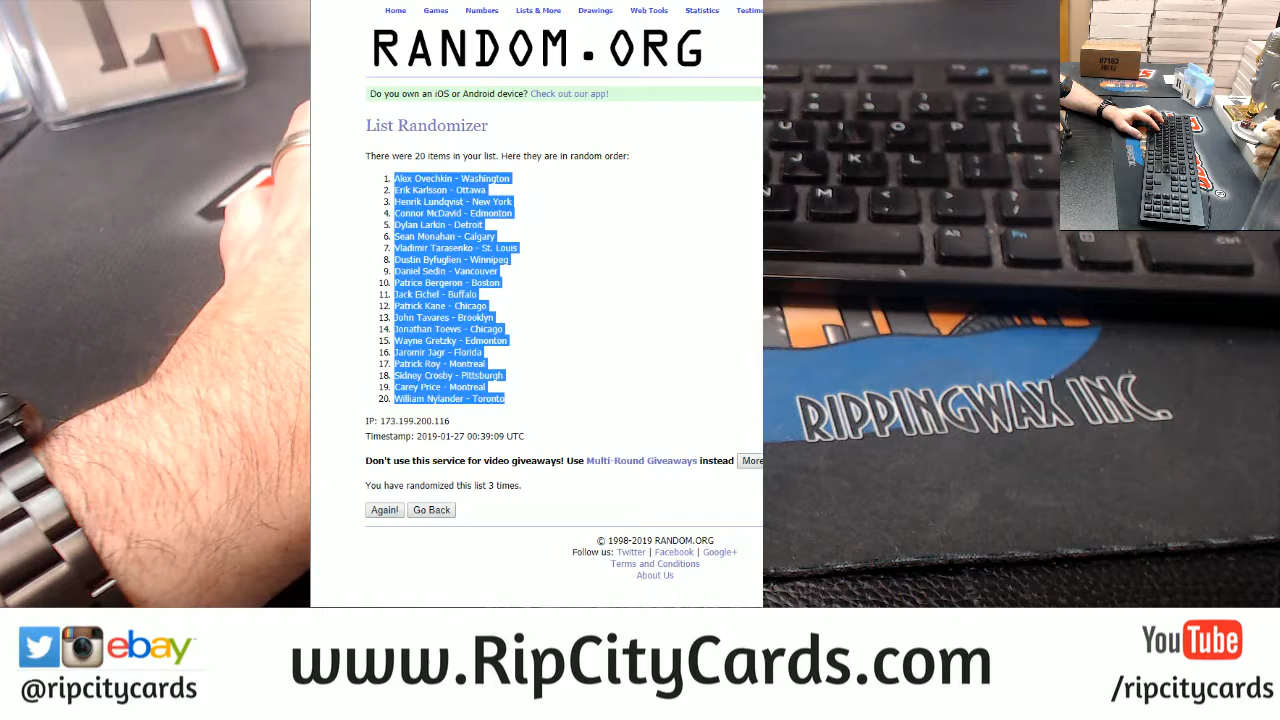 Home Games Numbers Lists & More Drawings Web Tools Statistics
RANDOM.ORG
Do you own an iOS or Android device? Check out our app!
List Randomizer
There were 20 items in your list. Here they are in random order:
1. Alex Ovechkin - Washington
2. Erik Karlsson - Ottawa
3. Henrik Lundqvist - New York
4. Connor McDavid - Edmonton
5. Dylan Larkin - Detroit
6. Sean Monahan - Calgary
7. Vladimir Tarasenko - St. Louis
8. Dustin Byfuglien - Winnipeg
9. Daniel Sedin - Vancouver
10. Patrice Bergeron - Boston
11. Jack Eichel - Buffalo
12. Patrick Kane - Chicago
13. John Tavares - Brooklyn
14. Jonathan Toews - Chicago
15. Wayne Gretzky - Edmonton
16. Jaromir Jagr - Florida
17. Patrick Roy - Montreal
18. Sidney Crosby - Pittsburgh
19. Carey Price - Montreal
20. William Nylander - Toronto
IP: 173.199.200.116
Timestamp: 2019-01-27 00:39:09 UTC
Don't use this service for video giveaways! Use Multi-Round Giveaways instead More
You have randomized this list 3 times.
Again! Go Back
© 1998-2019 RANDOM.ORG
Follow us: Twitter | Facebook | Google+
Terms and Conditions
About Us
J K L
N M
Alt Fn Ctrl
RIPPINGWAX INC.
87183
ebay
@ripcitycards
www.RipCityCards.com
YouTube
/ripcitycards